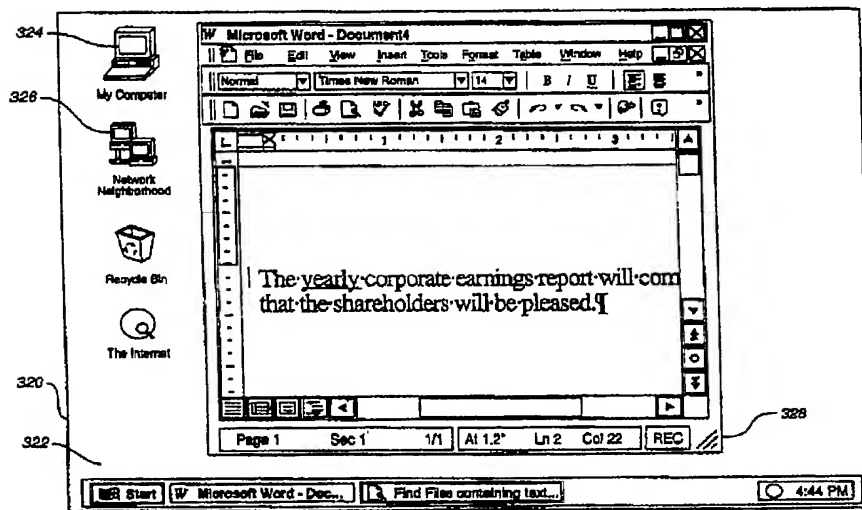 324
My Computer
326
Network
Neighborhood
Recycle Bin
The Internet
320
322
W Microsoft Word - Document4
File Edit View Insert Tools Format Table Window Help
Normal Times New Roman 14 B I U
1 2 3
The·yearly·corporate·earnings·report·will·com
that·the·shareholders·will·be·pleased.¶
Page 1 Sec 1 1/1 At 1.2" Ln 2 Col 22 REC
328
Start W Microsoft Word - Doc... Find Files containing text... 4:44 PM